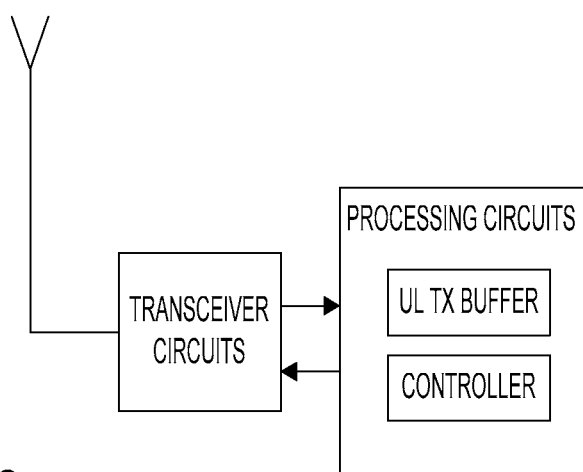 PROCESSING CIRCUITS
UL TX BUFFER
TRANSCEIVER
CIRCUITS
CONTROLLER